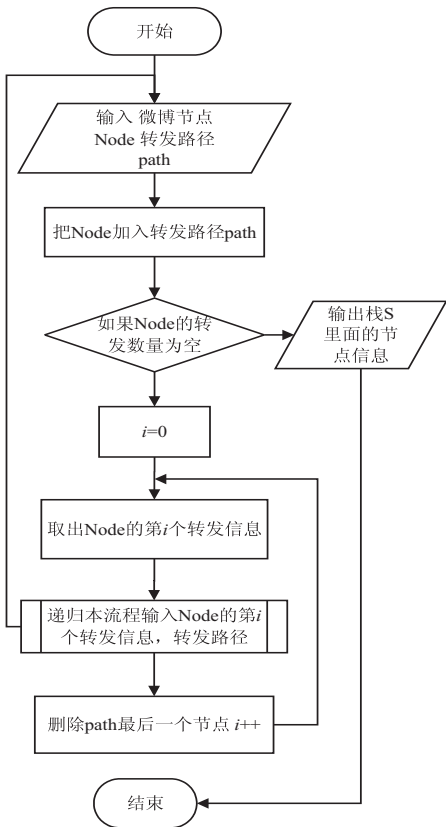 开始
输入 微博节点
Node 转发路径
path
把Node加入转发路径path
如果Node的转
发数量为空
输出栈S
里面的节
点信息
i=0
取出Node的第i个转发信息
递归本流程输入Node的第i
个转发信息，转发路径
删除path最后一个节点 i++
结束